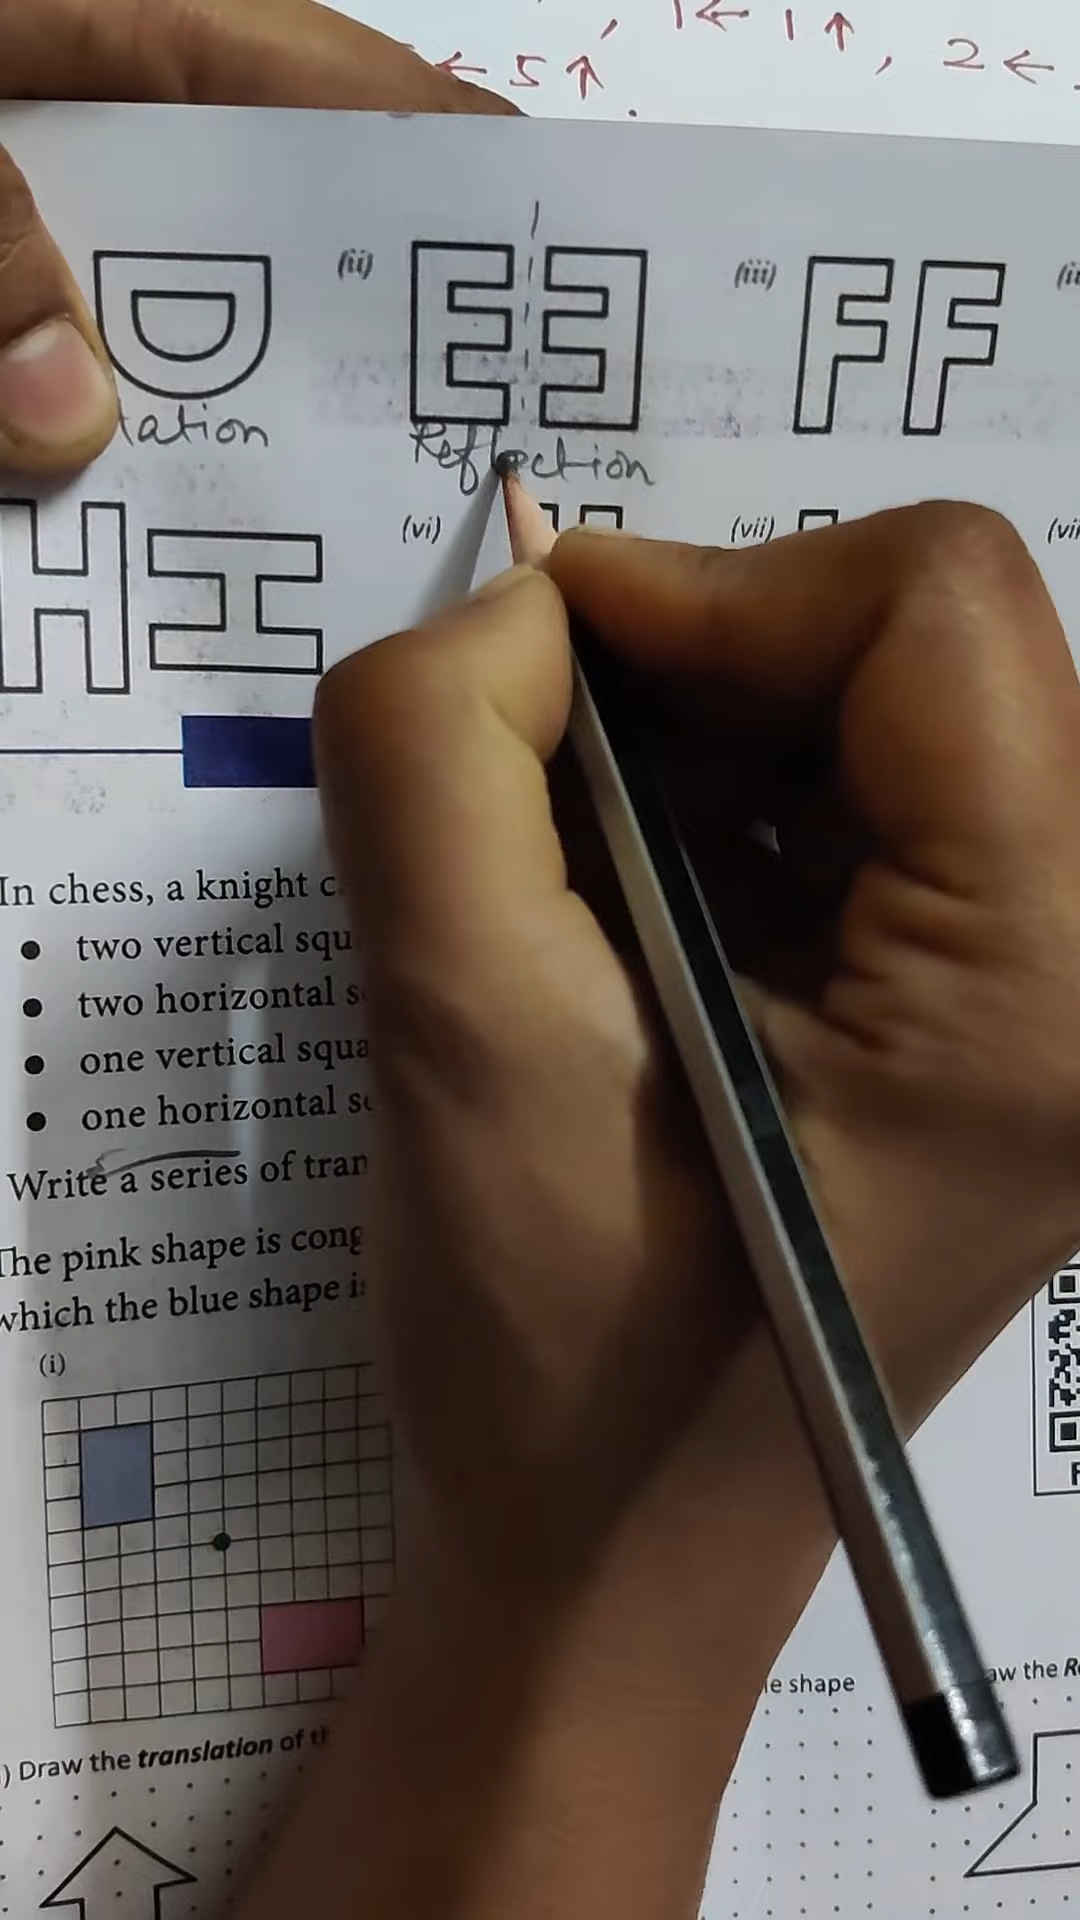 1← 1↑, 2←
←5↑.
(ii) E E (iii) F F
tation Reflection
H H (vi) (vii)
In chess, a knight c
• two vertical squ
• two horizontal s
• one vertical squa
• one horizontal s
Write a series of tran
The pink shape is cong
which the blue shape i
(i)
) Draw the translation of th
e shape
aw the R